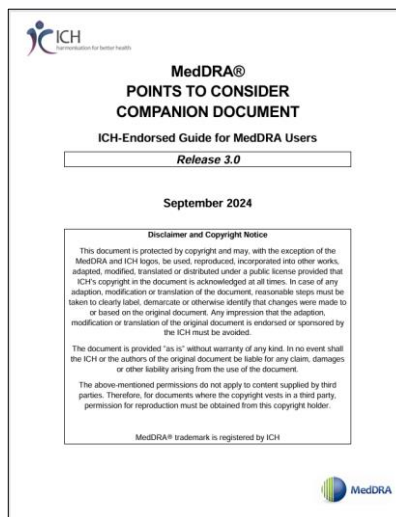 ICH
harmonisation for better health
MedDRA®
POINTS TO CONSIDER
COMPANION DOCUMENT
ICH-Endorsed Guide for MedDRA Users
Release 3.0
September 2024
Disclaimer and Copyright Notice
This document is protected by copyright and may, with the exception of the
MedDRA and ICH logos, be used, reproduced, incorporated into other works,
adapted, modified, translated or distributed under a public license provided that
ICH's copyright in the document is acknowledged at all times. In case of any
adaption, modification or translation of the document, reasonable steps must be
taken to clearly label, demarcate or otherwise identify that changes were made to
or based on the original document. Any impression that the adaption,
modification or translation of the original document is endorsed or sponsored by
the ICH must be avoided.
The document is provided "as is" without warranty of any kind. In no event shall
the ICH or the authors of the original document be liable for any claim, damages
or other liability arising from the use of the document.
The above-mentioned permissions do not apply to content supplied by third
parties. Therefore, for documents where the copyright vests in a third party,
permission for reproduction must be obtained from this copyright holder.
MedDRA® trademark is registered by ICH
MedDRA